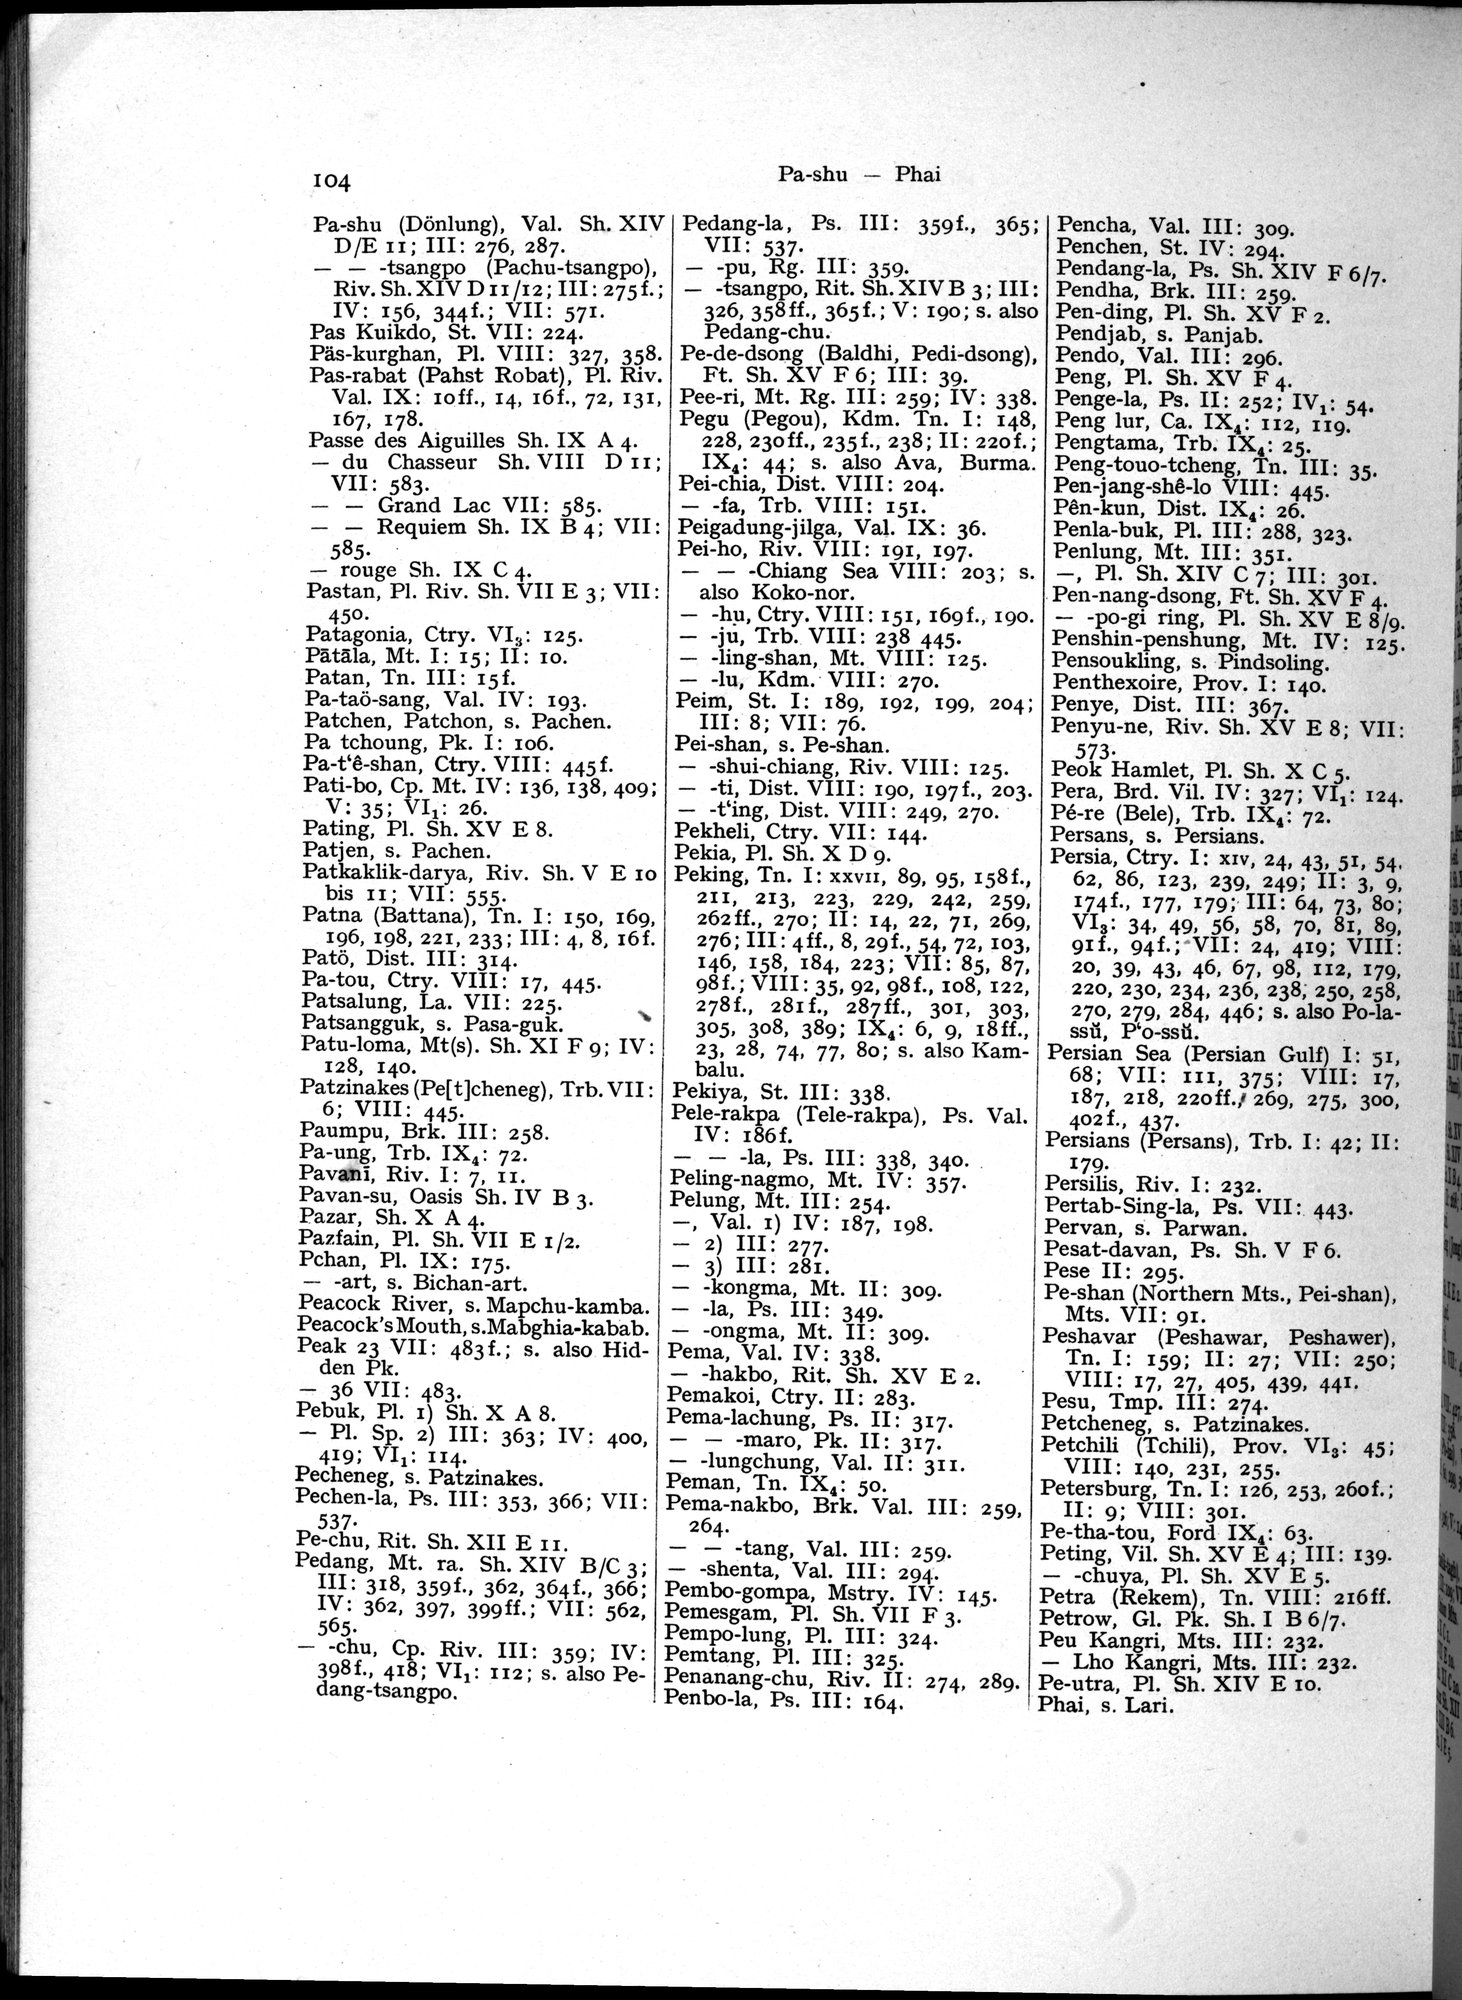 104
Pa-shu — Phai
Pa-shu (Dönlung), Val. Sh. XIV
D/E 11; III: 276, 287.
— — -tsangpo (Pachu-tsangpo),
Riv. Sh. XIV D 11/12; III: 275f.;
IV: 156, 344f.; VII: 571.
Pas Kuikdo, St. VII: 224.
Päs-kurghan, Pl. VIII: 327, 358.
Pas-rabat (Pahst Robat), Pl. Riv.
Val. IX: 10ff., 14, 16f., 72, 131,
167, 178.
Passe des Aiguilles Sh. IX A 4.
— du Chasseur Sh. VIII D 11;
VII: 583.
— — Grand Lac VII: 585.
— — Requiem Sh. IX B 4; VII:
585.
— rouge Sh. IX C 4.
Pastan, Pl. Riv. Sh. VII E 3; VII:
450.
Patagonia, Ctry. VI₃: 125.
Pātāla, Mt. I: 15; II: 10.
Patan, Tn. III: 15f.
Pa-taö-sang, Val. IV: 193.
Patchen, Patchon, s. Pachen.
Pa tchoung, Pk. I: 106.
Pa-t‘ê-shan, Ctry. VIII: 445f.
Pati-bo, Cp. Mt. IV: 136, 138, 409;
V: 35; VI₁: 26.
Pating, Pl. Sh. XV E 8.
Patjen, s. Pachen.
Patkaklik-darya, Riv. Sh. V E 10
bis 11; VII: 555.
Patna (Battana), Tn. I: 150, 169,
196, 198, 221, 233; III: 4, 8, 16f.
Patö, Dist. III: 314.
Pa-tou, Ctry. VIII: 17, 445.
Patsalung, La. VII: 225.
Patsangguk, s. Pasa-guk.
Patu-loma, Mt(s). Sh. XI F 9; IV:
128, 140.
Patzinakes (Pe[t]cheneg), Trb. VII:
6; VIII: 445.
Paumpu, Brk. III: 258.
Pa-ung, Trb. IX₄: 72.
Pavanī, Riv. I: 7, 11.
Pavan-su, Oasis Sh. IV B 3.
Pazar, Sh. X A 4.
Pazfain, Pl. Sh. VII E 1/2.
Pchan, Pl. IX: 175.
— -art, s. Bichan-art.
Peacock River, s. Mapchu-kamba.
Peacock's Mouth, s. Mabghia-kabab.
Peak 23 VII: 483f.; s. also Hid-
den Pk.
— 36 VII: 483.
Pebuk, Pl. 1) Sh. X A 8.
— Pl. Sp. 2) III: 363; IV: 400,
419; VI₁: 114.
Pecheneg, s. Patzinakes.
Pechen-la, Ps. III: 353, 366; VII:
537.
Pe-chu, Rit. Sh. XII E 11.
Pedang, Mt. ra. Sh. XIV B/C 3;
III: 318, 359f., 362, 364f., 366;
IV: 362, 397, 399ff.; VII: 562,
565.
— -chu, Cp. Riv. III: 359; IV:
398f., 418; VI₁: 112; s. also Pe-
dang-tsangpo.
Pedang-la, Ps. III: 359f., 365;
VII: 537.
— -pu, Rg. III: 359.
— -tsangpo, Rit. Sh. XIV B 3; III:
326, 358ff., 365f.; V: 190; s. also
Pedang-chu.
Pe-de-dsong (Baldhi, Pedi-dsong),
Ft. Sh. XV F 6; III: 39.
Pee-ri, Mt. Rg. III: 259; IV: 338.
Pegu (Pegou), Kdm. Tn. I: 148,
228, 230ff., 235f., 238; II: 220f.;
IX₄: 44; s. also Ava, Burma.
Pei-chia, Dist. VIII: 204.
— -fa, Trb. VIII: 151.
Peigadung-jilga, Val. IX: 36.
Pei-ho, Riv. VIII: 191, 197.
— — -Chiang Sea VIII: 203; s.
also Koko-nor.
— -hu, Ctry. VIII: 151, 169f., 190.
— -ju, Trb. VIII: 238 445.
— -ling-shan, Mt. VIII: 125.
— -lu, Kdm. VIII: 270.
Peim, St. I: 189, 192, 199, 204;
III: 8; VII: 76.
Pei-shan, s. Pe-shan.
— -shui-chiang, Riv. VIII: 125.
— -ti, Dist. VIII: 190, 197f., 203.
— -t‘ing, Dist. VIII: 249, 270.
Pekheli, Ctry. VII: 144.
Pekia, Pl. Sh. X D 9.
Peking, Tn. I: XXVII, 89, 95, 158f.,
211, 213, 223, 229, 242, 259,
262ff., 270; II: 14, 22, 71, 269,
276; III: 4ff., 8, 29f., 54, 72, 103,
146, 158, 184, 223; VII: 85, 87,
98f.; VIII: 35, 92, 98f., 108, 122,
278f., 281f., 287ff., 301, 303,
305, 308, 389; IX₄: 6, 9, 18ff.,
23, 28, 74, 77, 80; s. also Kam-
balu.
Pekiya, St. III: 338.
Pele-rakpa (Tele-rakpa), Ps. Val.
IV: 186f.
— — -la, Ps. III: 338, 340.
Peling-nagmo, Mt. IV: 357.
Pelung, Mt. III: 254.
—, Val. 1) IV: 187, 198.
— 2) III: 277.
— 3) III: 281.
— -kongma, Mt. II: 309.
— -la, Ps. III: 349.
— -ongma, Mt. II: 309.
Pema, Val. IV: 338.
— -hakbo, Rit. Sh. XV E 2.
Pemakoi, Ctry. II: 283.
Pema-lachung, Ps. II: 317.
— — -maro, Pk. II: 317.
— -lungchung, Val. II: 311.
Peman, Tn. IX₄: 50.
Pema-nakbo, Brk. Val. III: 259,
264.
— — -tang, Val. III: 259.
— -shenta, Val. III: 294.
Pembo-gompa, Mstry. IV: 145.
Pemesgam, Pl. Sh. VII F 3.
Pempo-lung, Pl. III: 324.
Pemtang, Pl. III: 325.
Penanang-chu, Riv. II: 274, 289.
Penbo-la, Ps. III: 164.
Pencha, Val. III: 309.
Penchen, St. IV: 294.
Pendang-la, Ps. Sh. XIV F 6/7.
Pendha, Brk. III: 259.
Pen-ding, Pl. Sh. XV F 2.
Pendjab, s. Panjab.
Pendo, Val. III: 296.
Peng, Pl. Sh. XV F 4.
Penge-la, Ps. II: 252; IV₁: 54.
Peng lur, Ca. IX₄: 112, 119.
Pengtama, Trb. IX₄: 25.
Peng-touo-tcheng, Tn. III: 35.
Pen-jang-shê-lo VIII: 445.
Pên-kun, Dist. IX₄: 26.
Penla-buk, Pl. III: 288, 323.
Penlung, Mt. III: 351.
—, Pl. Sh. XIV C 7; III: 301.
Pen-nang-dsong, Ft. Sh. XV F 4.
— -po-gi ring, Pl. Sh. XV E 8/9.
Penshin-penshung, Mt. IV: 125.
Pensoukling, s. Pindsoling.
Penthexoire, Prov. I: 140.
Penye, Dist. III: 367.
Penyu-ne, Riv. Sh. XV E 8; VII:
573.
Peok Hamlet, Pl. Sh. X C 5.
Pera, Brd. Vil. IV: 327; VI₁: 124.
Pé-re (Bele), Trb. IX₄: 72.
Persans, s. Persians.
Persia, Ctry. I: XIV, 24, 43, 51, 54,
62, 86, 123, 239, 249; II: 3, 9,
174f., 177, 179; III: 64, 73, 80;
VI₃: 34, 49, 56, 58, 70, 81, 89,
91f., 94f.; VII: 24, 419; VIII:
20, 39, 43, 46, 67, 98, 112, 179,
220, 230, 234, 236, 238, 250, 258,
270, 279, 284, 446; s. also Po-la-
ssŭ, P‘o-ssŭ.
Persian Sea (Persian Gulf) I: 51,
68; VII: 111, 375; VIII: 17,
187, 218, 220ff., 269, 275, 300,
402f., 437.
Persians (Persans), Trb. I: 42; II:
179.
Persilis, Riv. I: 232.
Pertab-Sing-la, Ps. VII: 443.
Pervan, s. Parwan.
Pesat-davan, Ps. Sh. V F 6.
Pese II: 295.
Pe-shan (Northern Mts., Pei-shan),
Mts. VII: 91.
Peshavar (Peshawar, Peshawer),
Tn. I: 159; II: 27; VII: 250;
VIII: 17, 27, 405, 439, 441.
Pesu, Tmp. III: 274.
Petcheneg, s. Patzinakes.
Petchili (Tchili), Prov. VI₃: 45;
VIII: 140, 231, 255.
Petersburg, Tn. I: 126, 253, 260f.;
II: 9; VIII: 301.
Pe-tha-tou, Ford IX₄: 63.
Peting, Vil. Sh. XV E 4; III: 139.
— -chuya, Pl. Sh. XV E 5.
Petra (Rekem), Tn. VIII: 216ff.
Petrow, Gl. Pk. Sh. I B 6/7.
Peu Kangri, Mts. III: 232.
— Lho Kangri, Mts. III: 232.
Pe-utra, Pl. Sh. XIV E 10.
Phai, s. Lari.